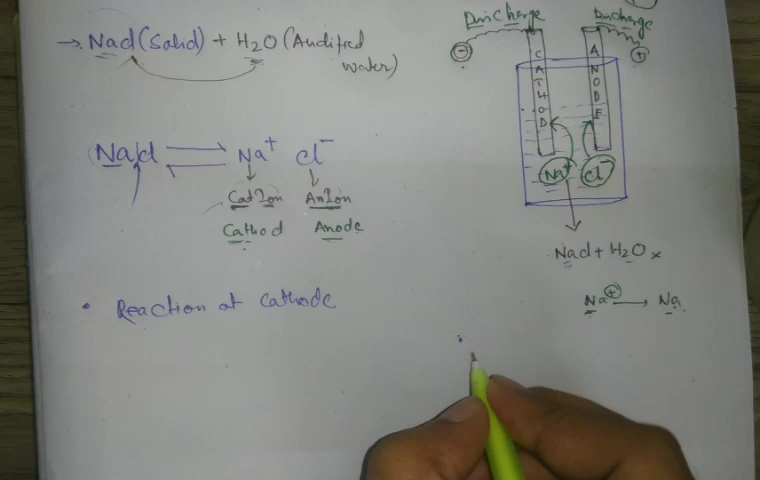 Discharge Discharge
→ NaCl (Solid) + H2O (Acidified water)
⊖ ⊕
CATHOD
ANODE
NaCl ⇌ Na+ Cl-
Na+ Cl-
CatIon AnIon
Cathod Anode
NaCl + H2O x
• Reaction at Cathode
Na⊕ → Na